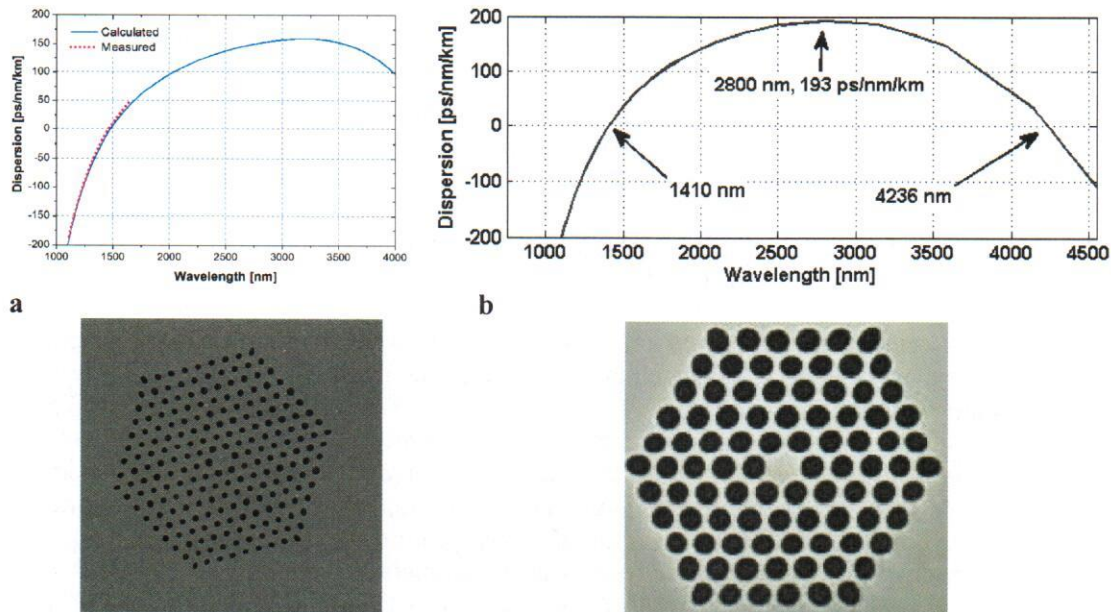 200
150
100
50
0
-50
-100
-150
-200
Dispersion [ps/nm/km]
Calculated
Measured
1000 1500 2000 2500 3000 3500 4000
Wavelength [nm]
200
100
0
-100
-200
Dispersion [ps/nm/km]
2800 nm, 193 ps/nm/km
1410 nm
4236 nm
1000 1500 2000 2500 3000 3500 4000 4500
Wavelength [nm]
a
b